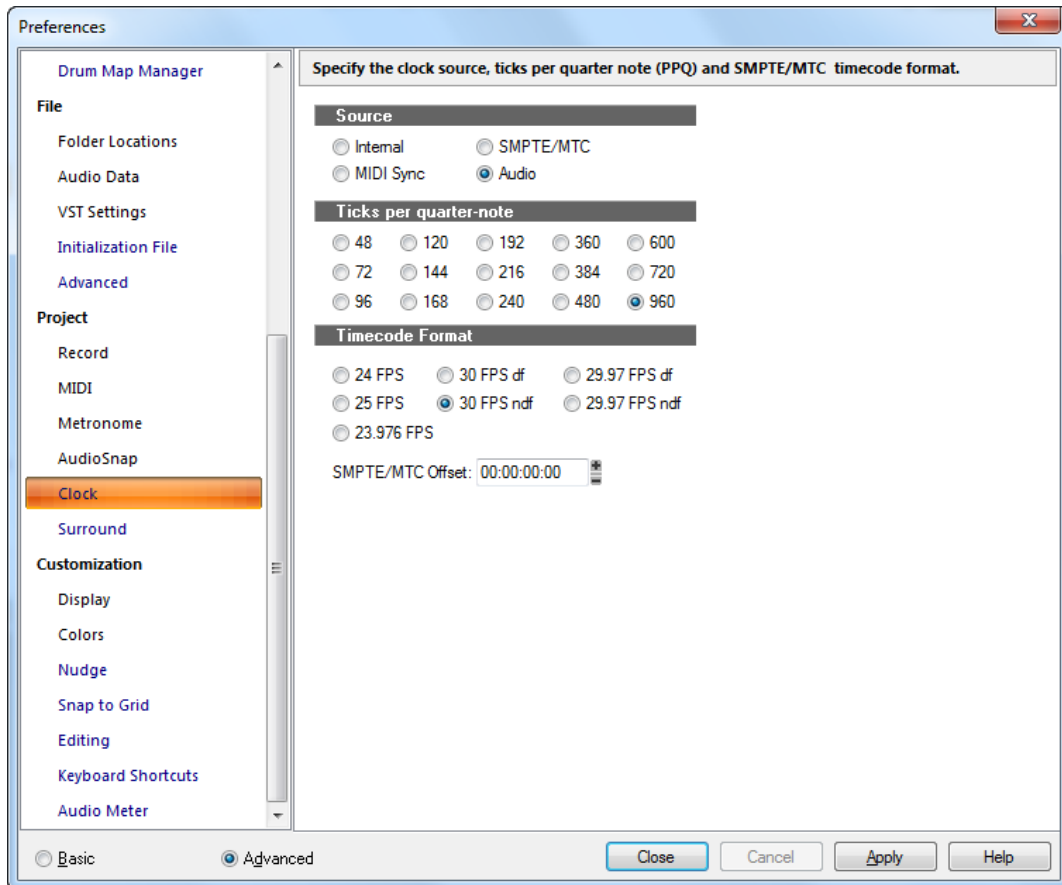 Preferences
Drum Map Manager
File
Folder Locations
Audio Data
VST Settings
Initialization File
Advanced
Project
Record
MIDI
Metronome
AudioSnap
Clock
Surround
Customization
Display
Colors
Nudge
Snap to Grid
Editing
Keyboard Shortcuts
Audio Meter
Specify the clock source, ticks per quarter note (PPQ) and SMPTE/MTC timecode format.
Source
Internal SMPTE/MTC
MIDI Sync Audio
Ticks per quarter-note
48 120 192 360 600
72 144 216 384 720
96 168 240 480 960
Timecode Format
24 FPS 30 FPS df 29.97 FPS df
25 FPS 30 FPS ndf 29.97 FPS ndf
23.976 FPS
SMPTE/MTC Offset: 00:00:00:00
Basic Advanced Close Cancel Apply Help